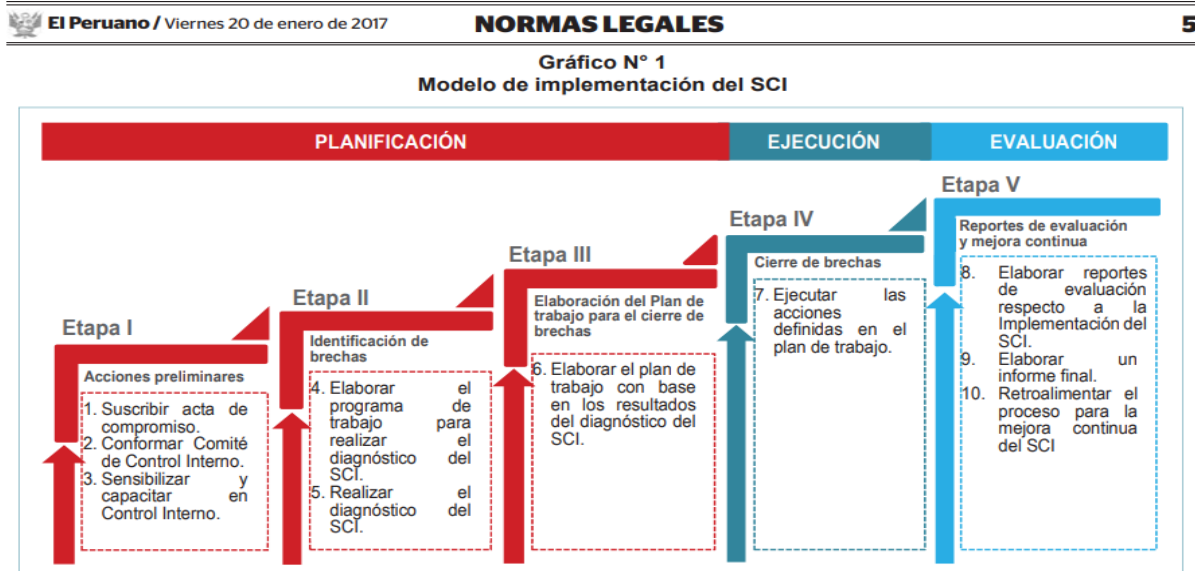 El Peruano / Viernes 20 de enero de 2017
NORMAS LEGALES
5
Gráfico N° 1
Modelo de implementación del SCI
PLANIFICACIÓN
EJECUCIÓN
EVALUACIÓN
Etapa I
Acciones preliminares
1. Suscribir acta de
compromiso.
2. Conformar Comité
de Control Interno.
3. Sensibilizar y
capacitar en
Control Interno.
Etapa II
Identificación de
brechas
4. Elaborar el
programa de
trabajo para
realizar el
diagnóstico del
SCI.
5. Realizar el
diagnóstico del
SCI.
Etapa III
Elaboración del Plan de
trabajo para el cierre de
brechas
6. Elaborar el plan de
trabajo con base
en los resultados
del diagnóstico del
SCI.
Etapa IV
Cierre de brechas
7. Ejecutar las
acciones
definidas en el
plan de trabajo.
Etapa V
Reportes de evaluación
y mejora continua
8. Elaborar reportes
de evaluación
respecto a la
Implementación del
SCI.
9. Elaborar un
informe final.
10. Retroalimentar el
proceso para la
mejora continua
del SCI